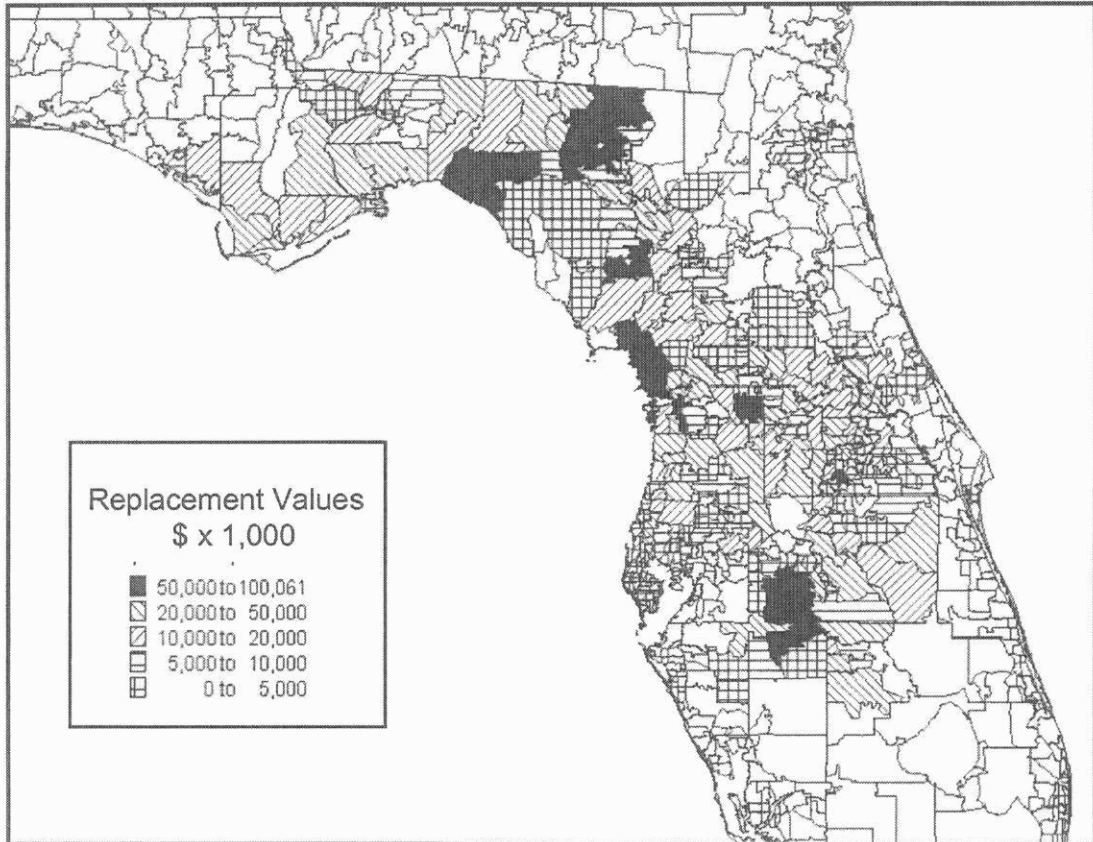 Replacement Values
$ x 1,000
50,000 to 100,061
20,000 to 50,000
10,000 to 20,000
5,000 to 10,000
0 to 5,000